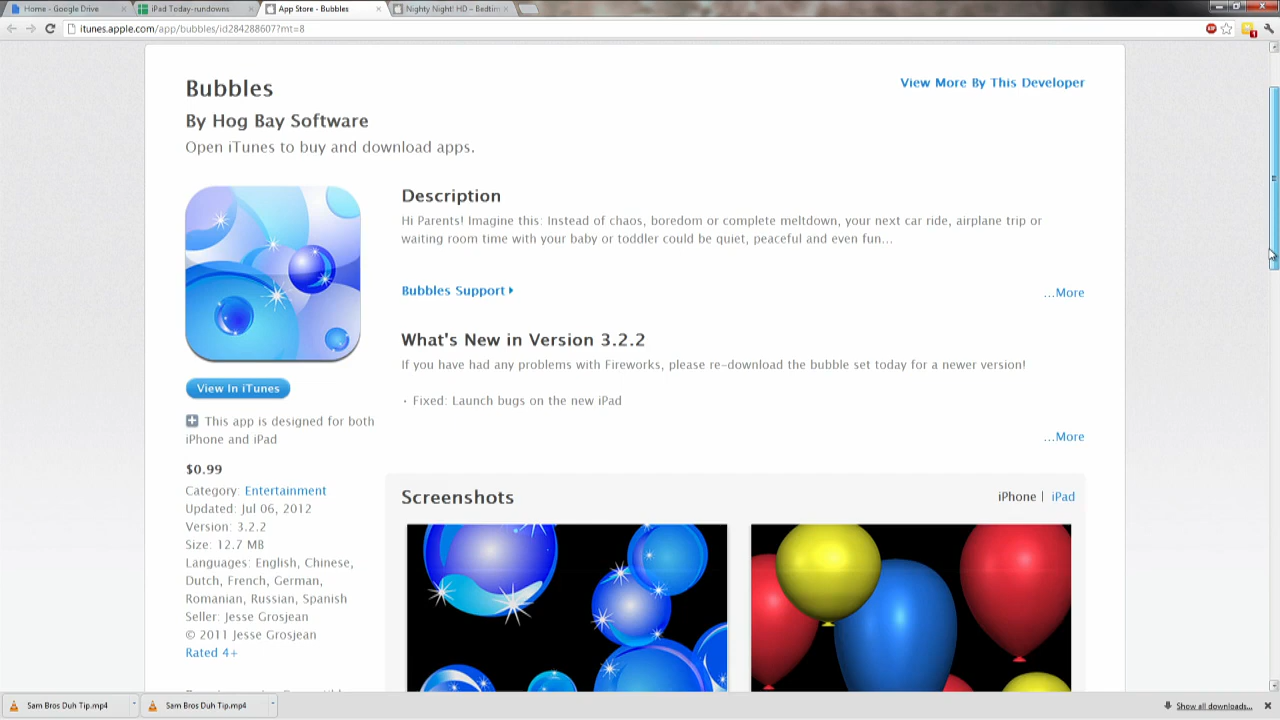 Home - Google Drive
iPad Today-rundowns
App Store - Bubbles
Nighty Night! HD – Bedtim
itunes.apple.com/app/bubbles/id284288607?mt=8
Bubbles
View More By This Developer
By Hog Bay Software
Open iTunes to buy and download apps.
Description
Hi Parents! Imagine this: Instead of chaos, boredom or complete meltdown, your next car ride, airplane trip or
waiting room time with your baby or toddler could be quiet, peaceful and even fun...
Bubbles Support
...More
What's New in Version 3.2.2
If you have had any problems with Fireworks, please re-download the bubble set today for a newer version!
• Fixed: Launch bugs on the new iPad
...More
View In iTunes
This app is designed for both
iPhone and iPad
$0.99
Category: Entertainment
Updated: Jul 06, 2012
Version: 3.2.2
Size: 12.7 MB
Languages: English, Chinese,
Dutch, French, German,
Romanian, Russian, Spanish
Seller: Jesse Grosjean
© 2011 Jesse Grosjean
Rated 4+
Screenshots
iPhone | iPad
Sam Bros Duh Tip.mp4
Sam Bros Duh Tip.mp4
Show all downloads...